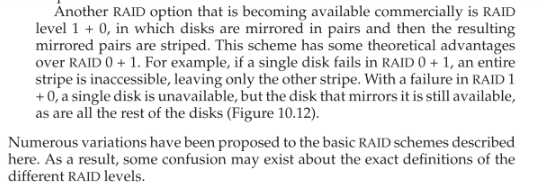 Another RAID option that is becoming available commercially is RAID
level 1 + 0, in which disks are mirrored in pairs and then the resulting
mirrored pairs are striped. This scheme has some theoretical advantages
over RAID 0 + 1. For example, if a single disk fails in RAID 0 + 1, an entire
stripe is inaccessible, leaving only the other stripe. With a failure in RAID 1
+ 0, a single disk is unavailable, but the disk that mirrors it is still available,
as are all the rest of the disks (Figure 10.12).
Numerous variations have been proposed to the basic RAID schemes described
here. As a result, some confusion may exist about the exact definitions of the
different RAID levels.